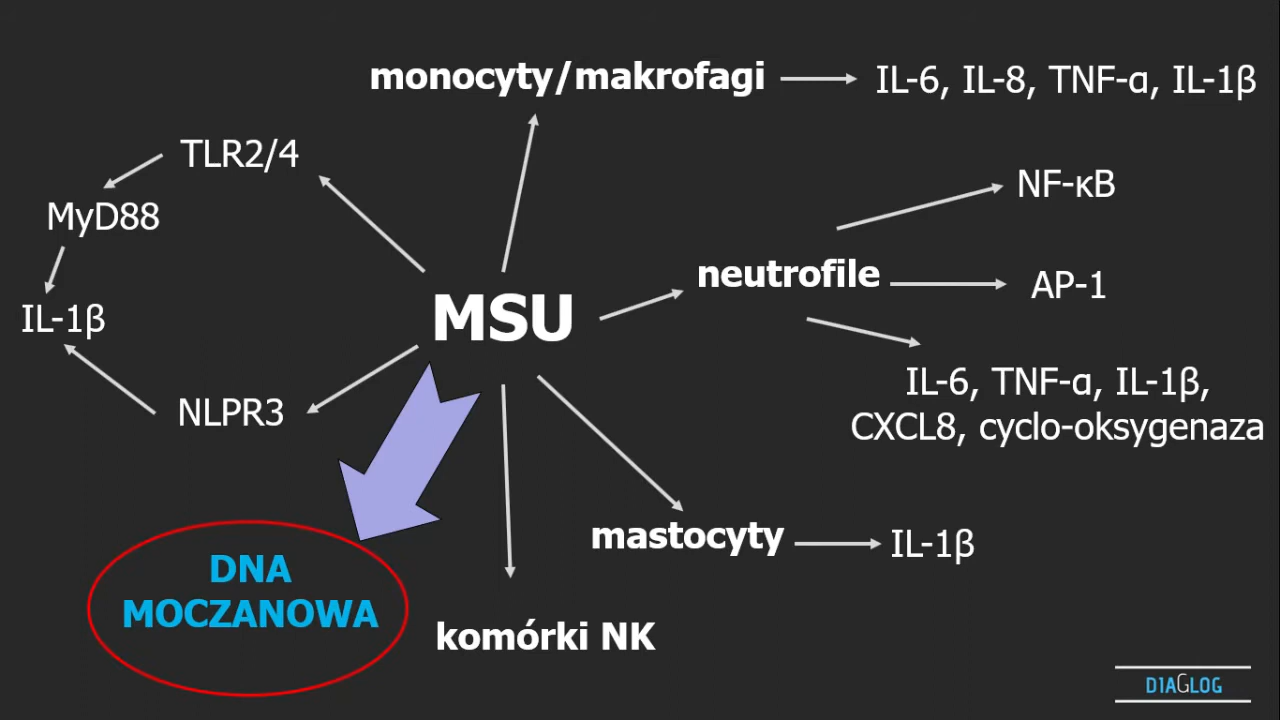 monocyty/makrofagi
IL-6, IL-8, TNF-α, IL-1β
TLR2/4
MyD88
IL-1β
NLPR3
MSU
neutrofile
NF-κB
AP-1
IL-6, TNF-α, IL-1β,
CXCL8, cyclo-oksygenaza
mastocyty
IL-1β
komórki NK
DNA
MOCZANOWA
DIAGLOG